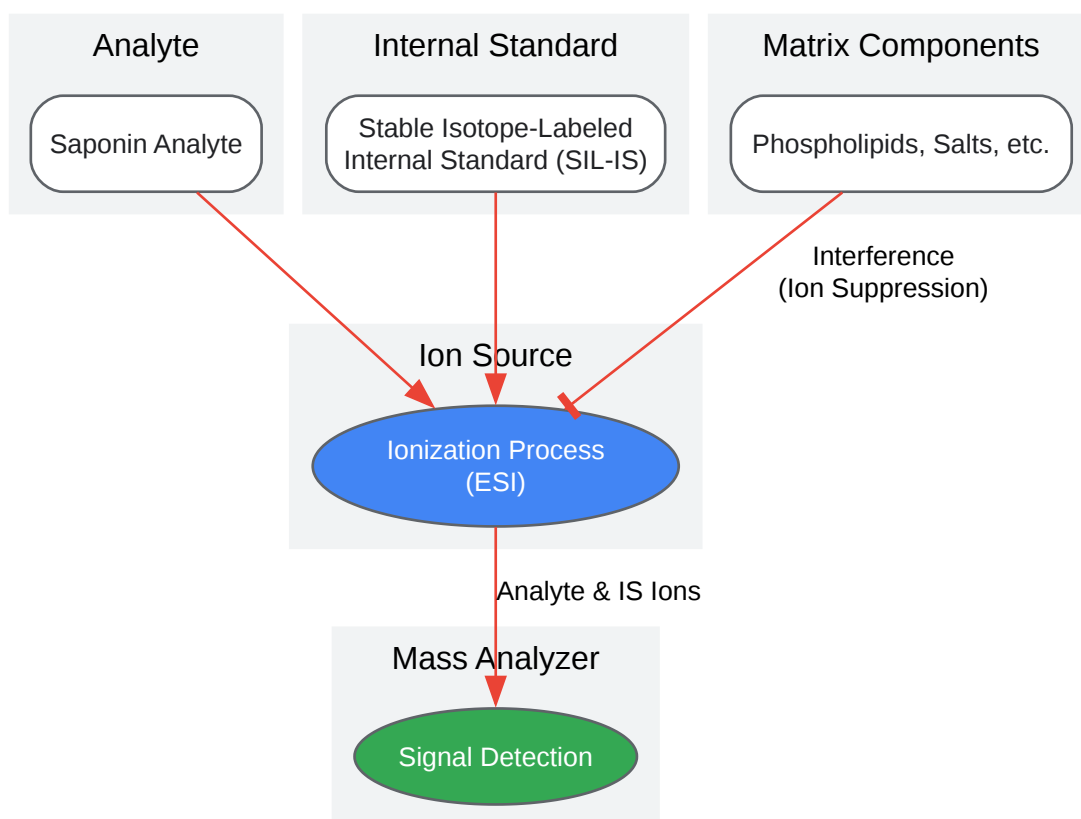 Analyte
Internal Standard
Matrix Components
Saponin Analyte
Stable Isotope-Labeled
Internal Standard (SIL-IS)
Phospholipids, Salts, etc.
Interference
(Ion Suppression)
Ion Source
Ionization Process
(ESI)
Analyte & IS Ions
Mass Analyzer
Signal Detection